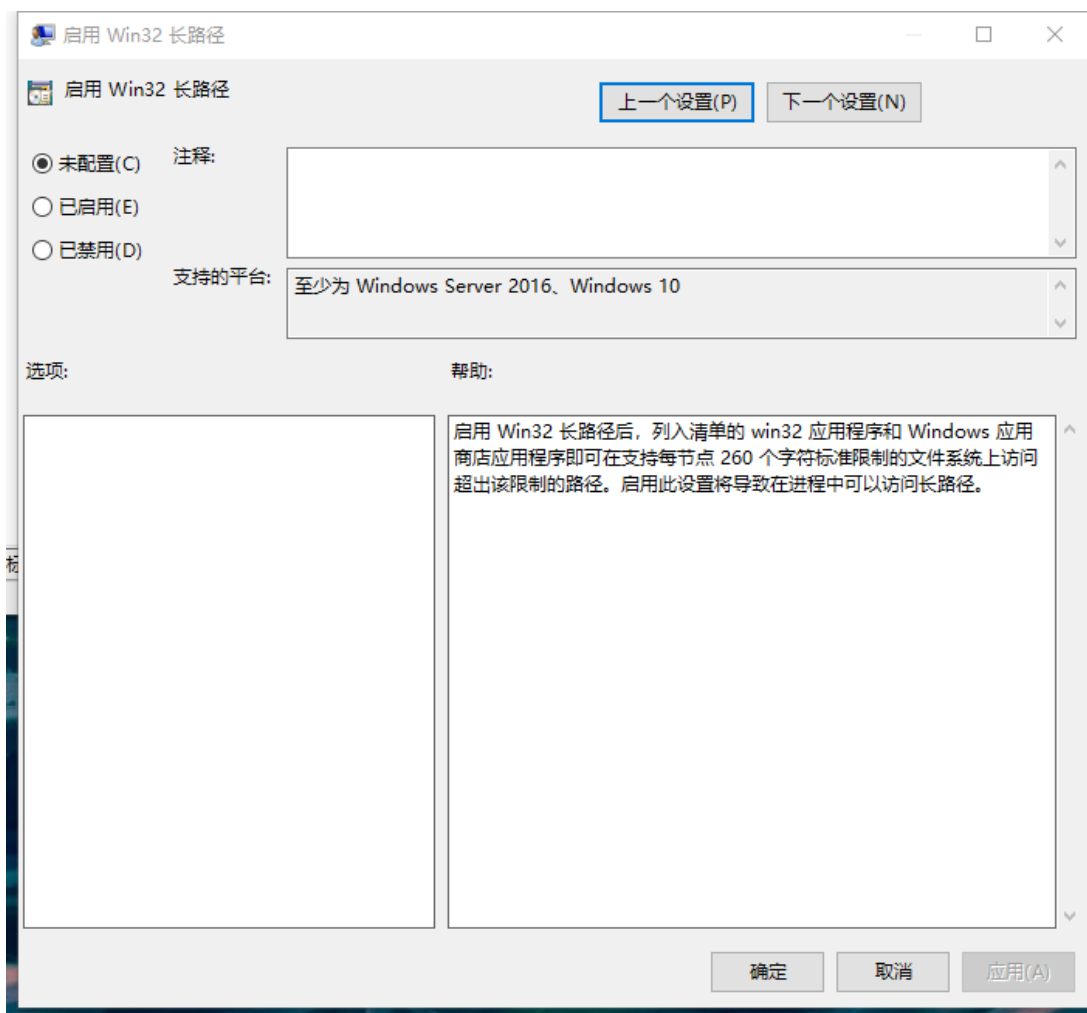 启用 Win32 长路径
启用 Win32 长路径
上一个设置(P)
下一个设置(N)
未配置(C)
注释:
已启用(E)
已禁用(D)
支持的平台:
至少为 Windows Server 2016、Windows 10
选项:
帮助:
启用 Win32 长路径后，列入清单的 win32 应用程序和 Windows 应用
商店应用程序即可在支持每节点 260 个字符标准限制的文件系统上访问
超出该限制的路径。启用此设置将导致在进程中可以访问长路径。
确定
取消
应用(A)